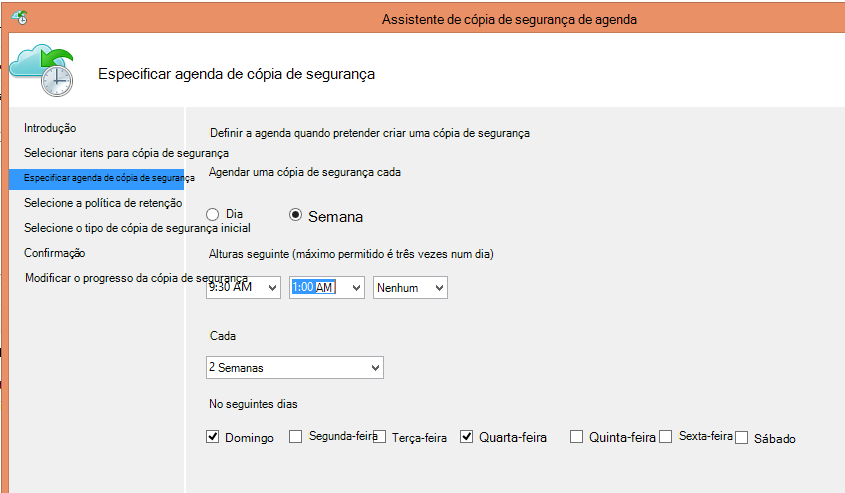 Assistente de cópia de segurança de agenda
Especificar agenda de cópia de segurança
Introdução
Selecionar itens para cópia de segurança
Especificar agenda de cópia de segurança
Selecione a política de retenção
Selecione o tipo de cópia de segurança inicial
Confirmação
Modificar o progresso da cópia de segurança
Definir a agenda quando pretender criar uma cópia de segurança
Agendar uma cópia de segurança cada
Dia Semana
Alturas seguinte (máximo permitido é três vezes num dia)
9:30 AM 1:00 AM Nenhum
Cada
2 Semanas
No seguintes dias
Domingo Segunda-feira Terça-feira Quarta-feira Quinta-feira Sexta-feira Sábado